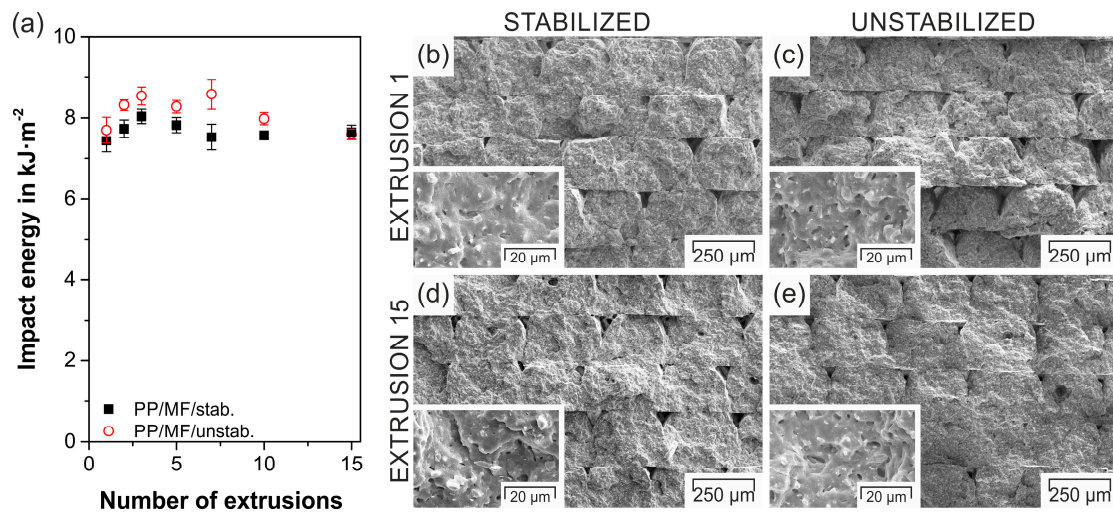 (a)
STABILIZED
UNSTABILIZED
Impact energy in kJ·m⁻²
10
8
6
4
2
0
PP/MF/stab.
PP/MF/unstab.
0
5
10
15
Number of extrusions
EXTRUSION 1
EXTRUSION 15
(b)
20 µm
250 µm
(c)
20 µm
250 µm
(d)
20 µm
250 µm
(e)
20 µm
250 µm